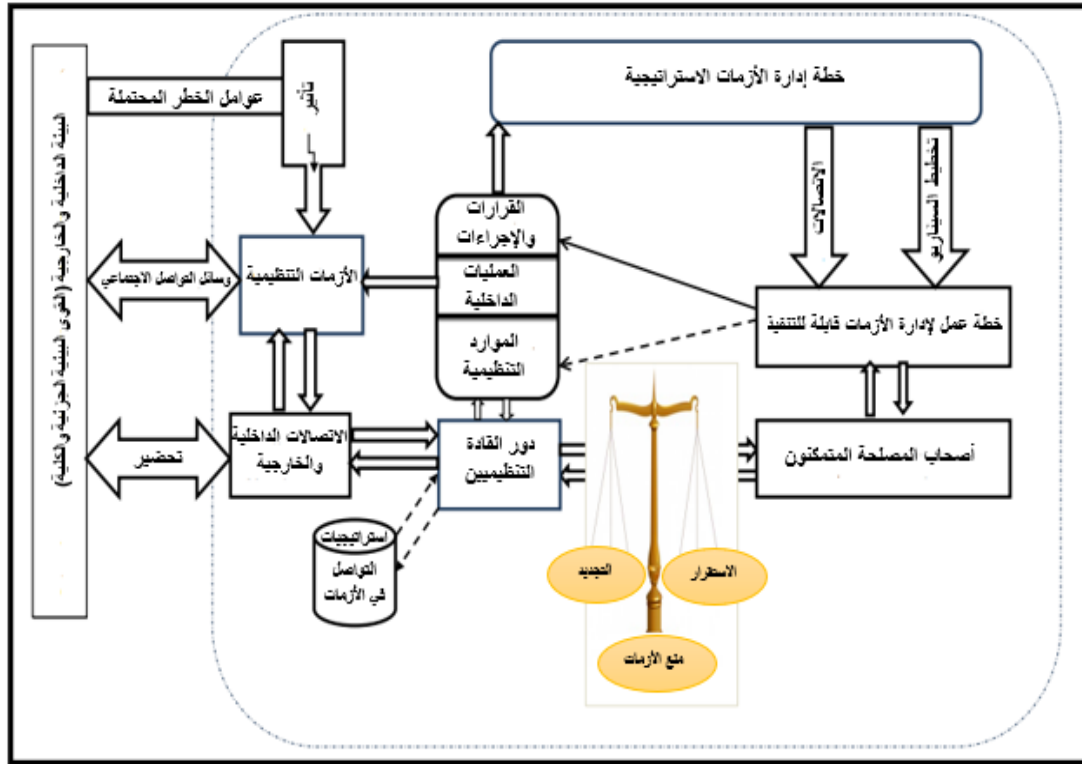 خطة إدارة الأزمات الاستراتيجية
عوامل الخطر المحتملة
تأثير
البيئة الداخلية والخارجية (القوى البيئية الجزئية والكلية)
الاتصالات
تخطيط السيناريو
القرارات
والإجراءات
العمليات
الداخلية
الموارد
التنظيمية
الأزمات التنظيمية
وسائل التواصل الاجتماعي
خطة عمل لإدارة الأزمات قابلة للتنفيذ
الاتصالات الداخلية
والخارجية
تحضير
دور القادة
التنظيميين
أصحاب المصلحة المتمكنون
استراتيجيات
التواصل
في الأزمات
الاستقرار
التجديد
منع الأزمات